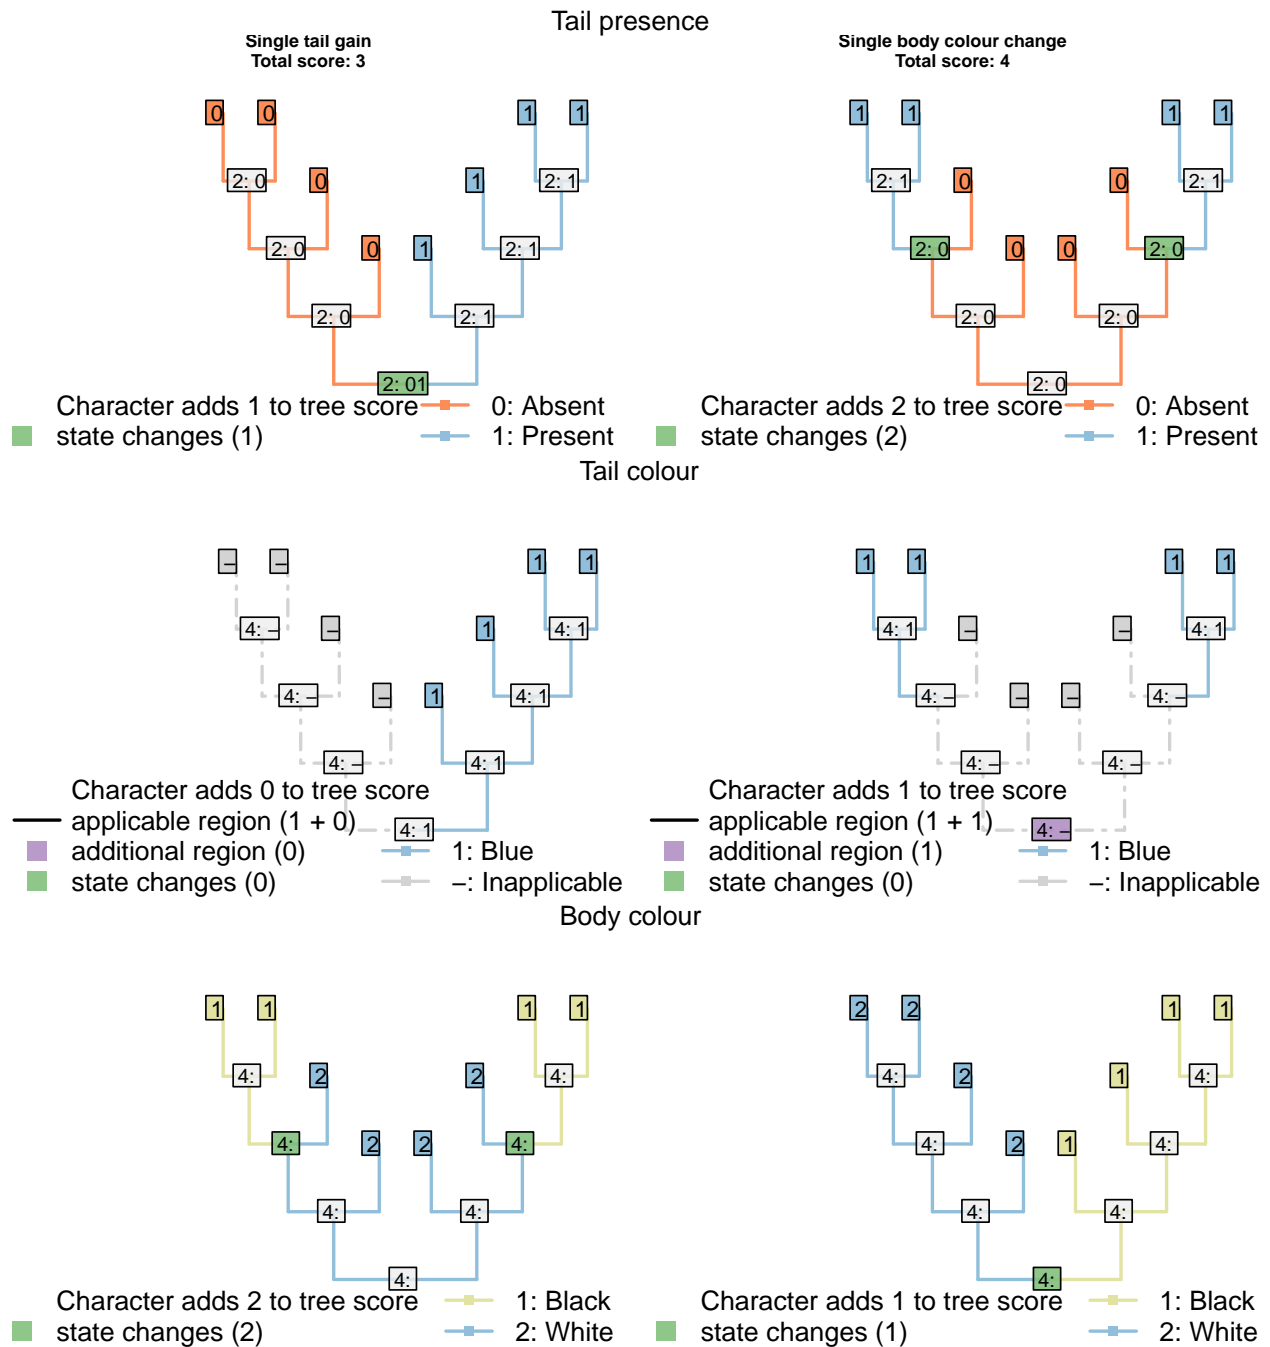 Tail presence
Single tail gain
Total score: 3
Single body colour change
Total score: 4
0 0 1 1
1 1 1 1
2: 0 0 1 2: 1
2: 1 0 0 2: 1
2: 0 0 1 2: 1
2: 0 0 0 2: 0
2: 0 2: 1
2: 0 2: 0
2: 01
2: 0
Character adds 1 to tree score
0: Absent
state changes (1)
1: Present
Character adds 2 to tree score
0: Absent
state changes (2)
1: Present
Tail colour
– – 1 1
1 1 1 1
4: – – 1 4: 1
4: 1 – – 4: 1
4: – – 1 4: 1
4: – – – 4: –
4: – 4: 1
4: – 4: –
Character adds 0 to tree score
applicable region (1 + 0)
4: 1
additional region (0)
1: Blue
state changes (0)
–: Inapplicable
Character adds 1 to tree score
applicable region (1 + 1)
4: –
additional region (1)
1: Blue
state changes (0)
–: Inapplicable
Body colour
1 1 1 1
2 2 1 1
4: 2 2 4:
4: 2 1 4:
4: 2 2 4:
4: 2 1 4:
4: 4:
4: 4:
4:
4:
Character adds 2 to tree score
1: Black
state changes (2)
2: White
Character adds 1 to tree score
1: Black
state changes (1)
2: White